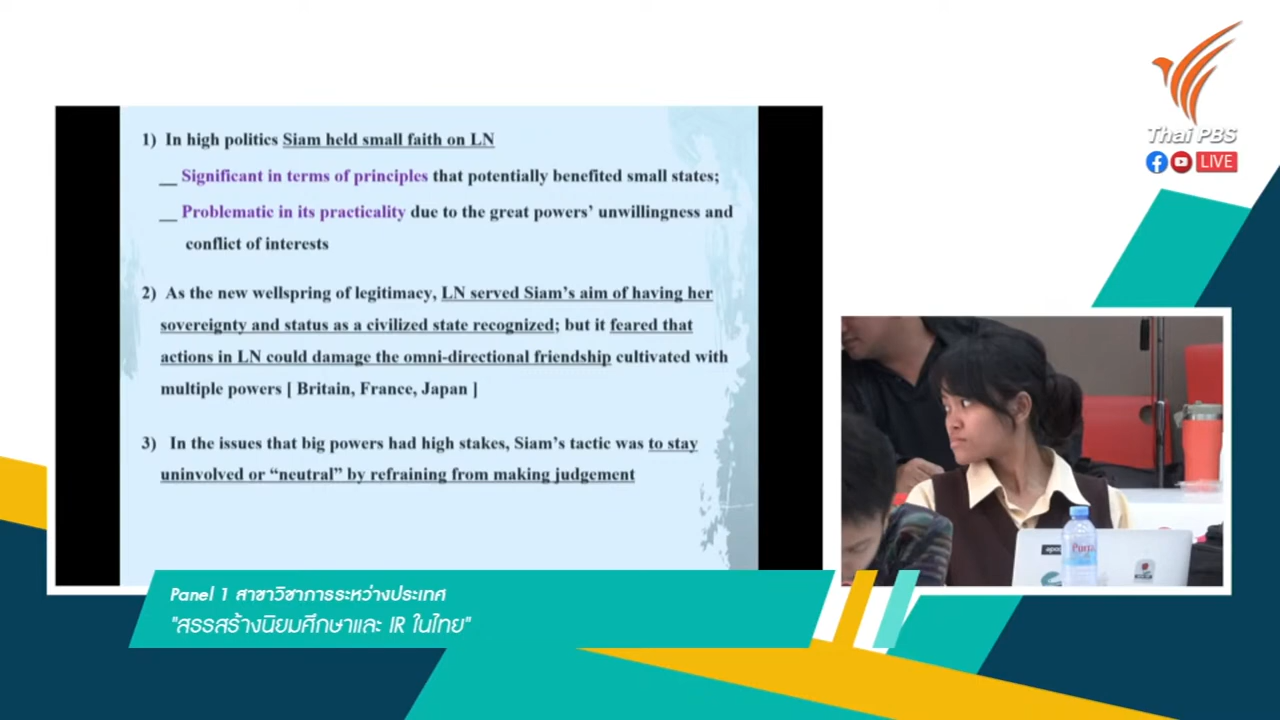 Thai PBS
LIVE
1) In high politics Siam held small faith on LN
__ Significant in terms of principles that potentially benefited small states;
__ Problematic in its practicality due to the great powers’ unwillingness and
conflict of interests
2) As the new wellspring of legitimacy, LN served Siam’s aim of having her
sovereignty and status as a civilized state recognized; but it feared that
actions in LN could damage the omni-directional friendship cultivated with
multiple powers [ Britain, France, Japan ]
3) In the issues that big powers had high stakes, Siam’s tactic was to stay
uninvolved or “neutral” by refraining from making judgement
Panel 1 สาขาวิชาการระหว่างประเทศ
"สรรสร้างนิยมศึกษาและ IR ในไทย"